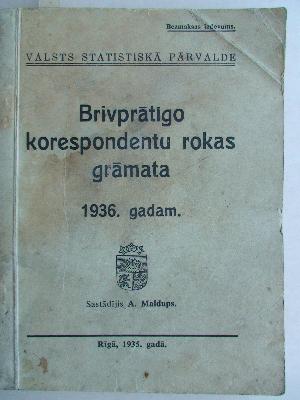 Bezmaksas izdevums.
VALSTS STATISTISKĀ PĀRVALDE
Brīvprātīgo
korespondentu rokas
grāmata
1936. gadam.
Sastādījis A. Maldups.
Rīgā, 1935. gadā.